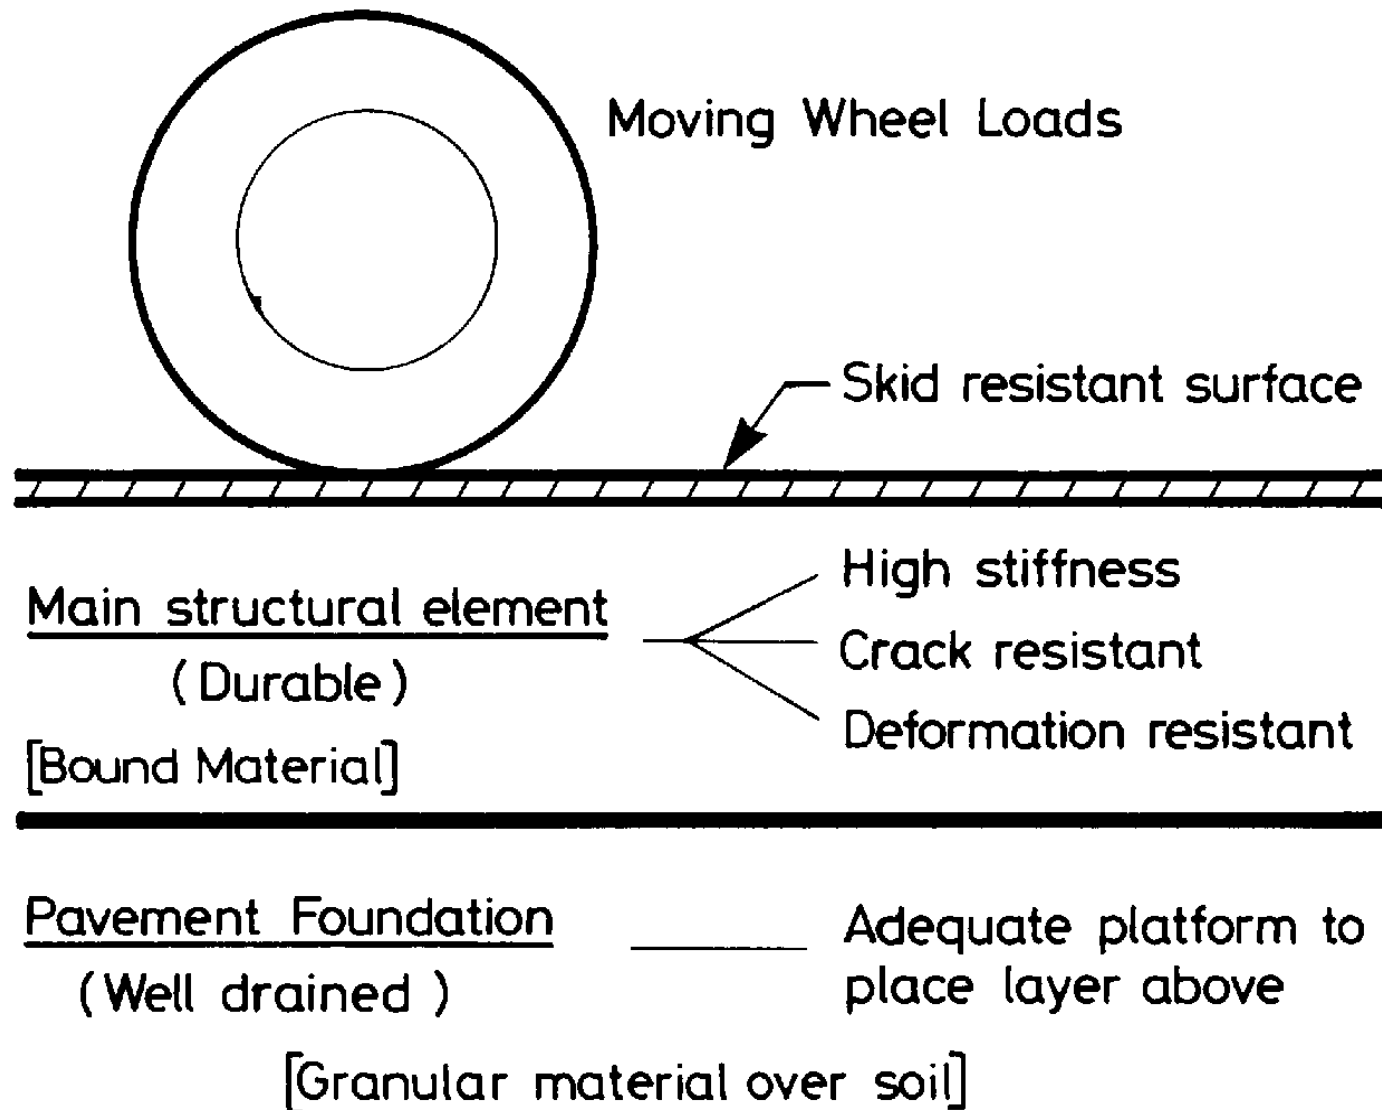 Moving Wheel Loads
Skid resistant surface
Main structural element
(Durable)
[Bound Material]
High stiffness
Crack resistant
Deformation resistant
Pavement Foundation
(Well drained )
Adequate platform to
place layer above
[Granular material over soil]